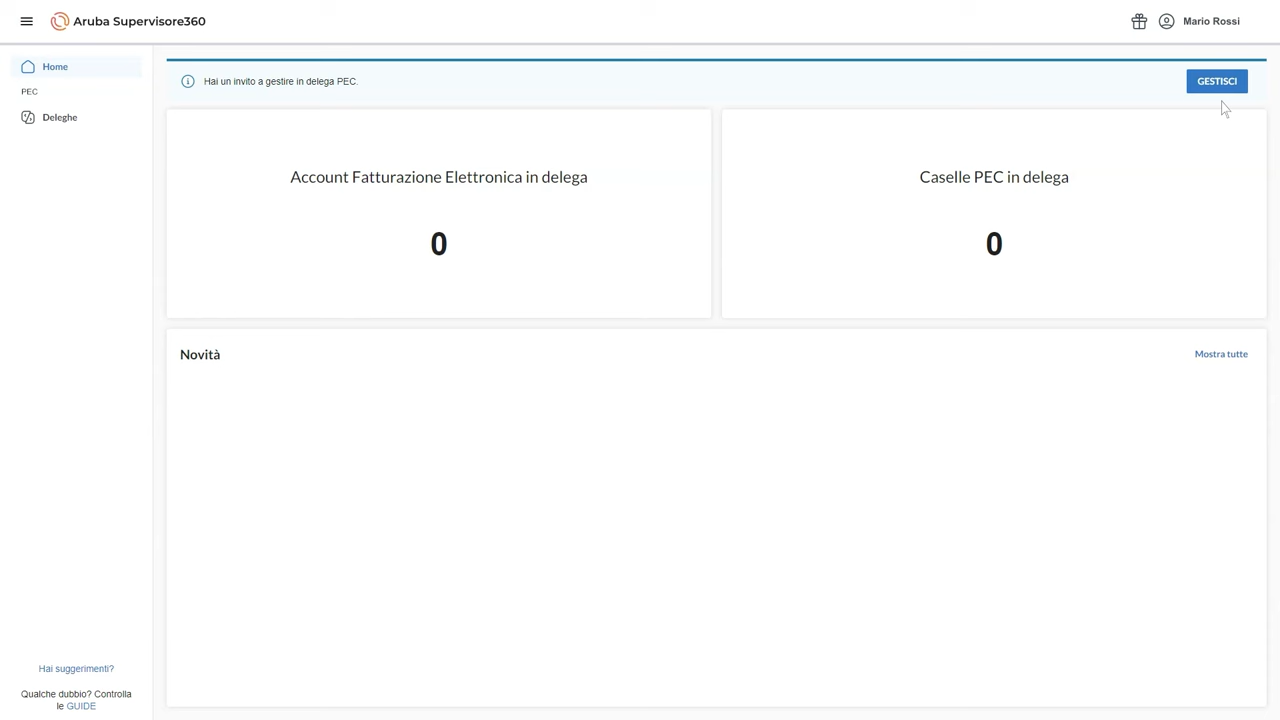 Aruba Supervisore360
Mario Rossi
Home
PEC
Deleghe
Hai un invito a gestire in delega PEC.
GESTISCI
Account Fatturazione Elettronica in delega
0
Caselle PEC in delega
0
Novità
Mostra tutte
Hai suggerimenti?
Qualche dubbio? Controlla
le GUIDE